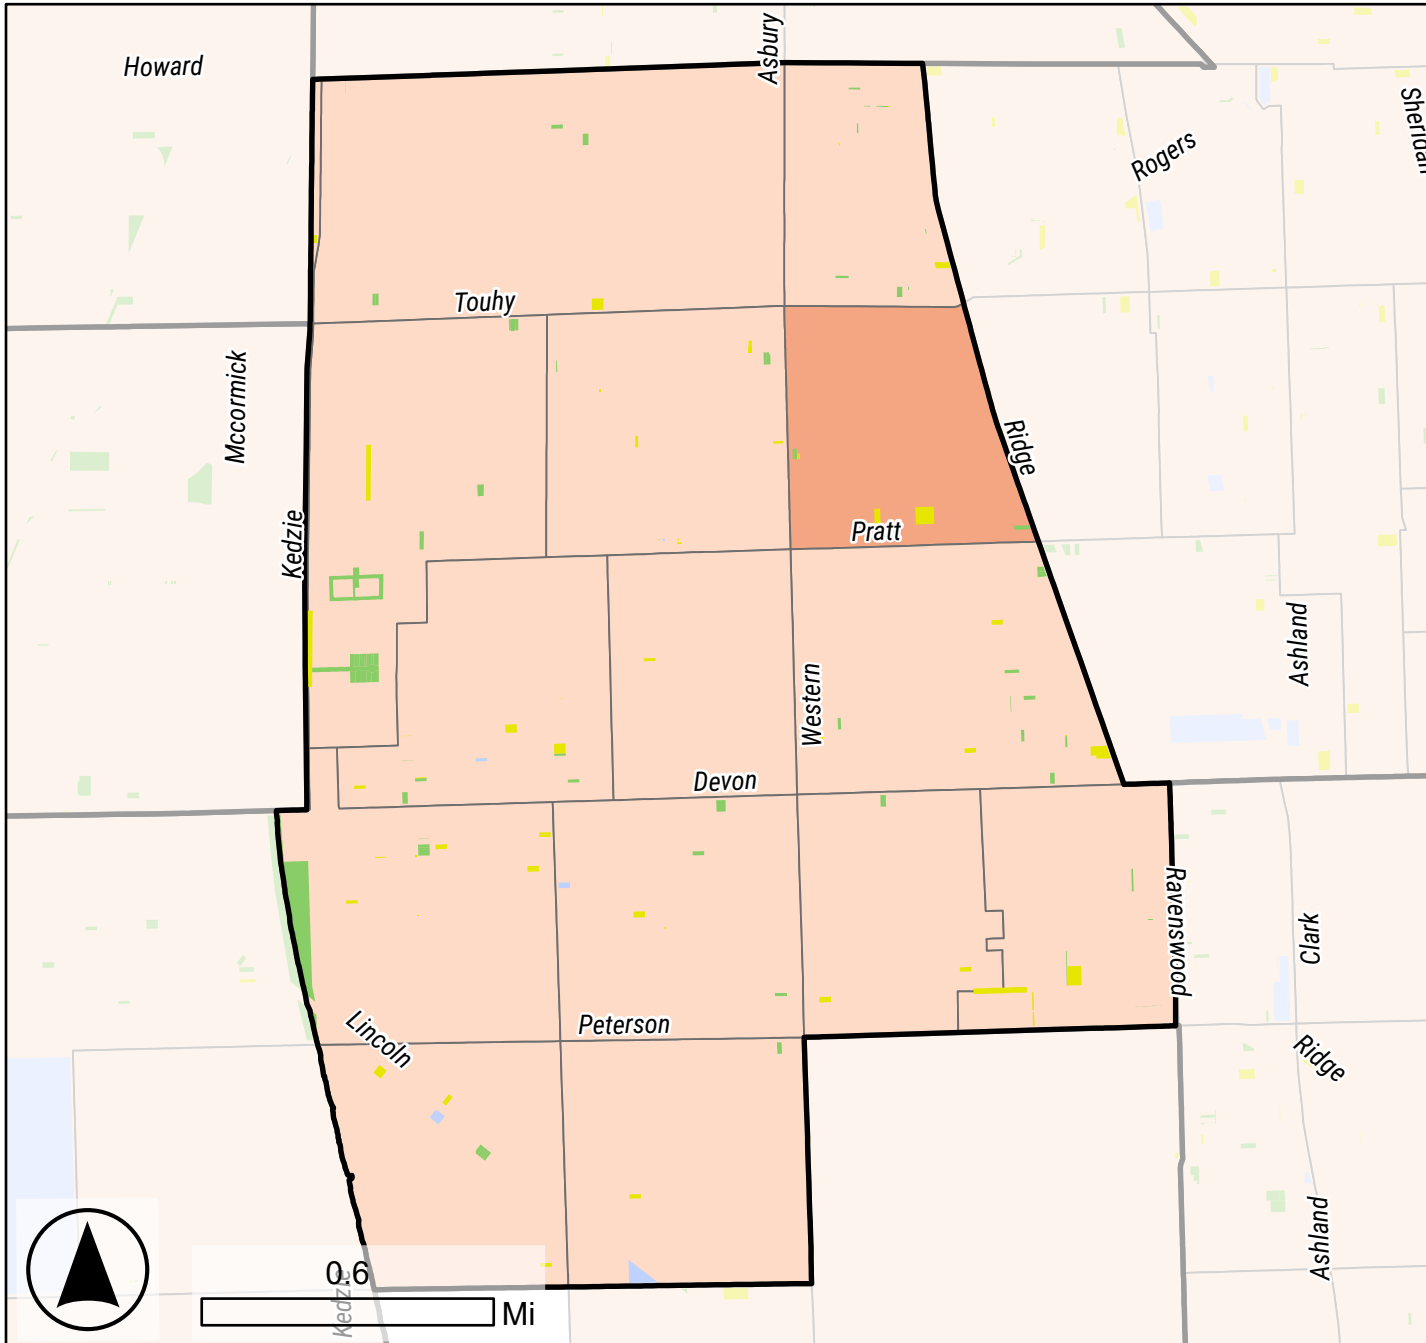 Howard
Asbury
Sheridan
Rogers
Touhy
Mccormick
Ridge
Kedzie
Pratt
Ashland
Western
Devon
Ravenswood
Clark
Lincoln
Peterson
Ridge
Ashland
0.6
Mi
Kedzie